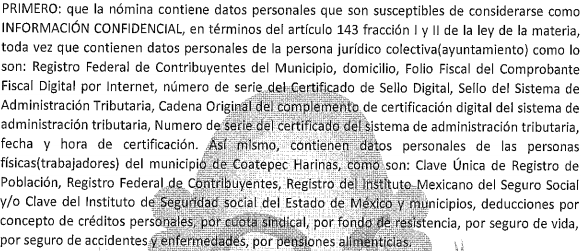 PRIMERO: que la nómina contiene datos personales que son susceptibles de considerarse como
INFORMACIÓN CONFIDENCIAL, en términos del artículo 143 fracción I y II de la ley de la materia,
toda vez que contienen datos personales de la persona jurídico colectiva(ayuntamiento) como lo
son: Registro Federal de Contribuyentes del Municipio, domicilio, Folio Fiscal del Comprobante
Fiscal Digital por Internet, número de serie del Certificado de Sello Digital, Sello del Sistema de
Administración Tributaria, Cadena Original del complemento de certificación digital del sistema de
administración tributaria, Numero de serie del certificado del sistema de administración tributaria,
fecha y hora de certificación. Así mismo, contienen datos personales de las personas
físicas(trabajadores) del municipio de Coatepec Harinas, como son: Clave Única de Registro de
Población, Registro Federal de Contribuyentes, Registro del Instituto Mexicano del Seguro Social
y/o Clave del Instituto de Seguridad social del Estado de México y municipios, deducciones por
concepto de créditos personales, por cuota sindical, por fondo de resistencia, por seguro de vida,
por seguro de accidentes y enfermedades, por pensiones alimenticias.